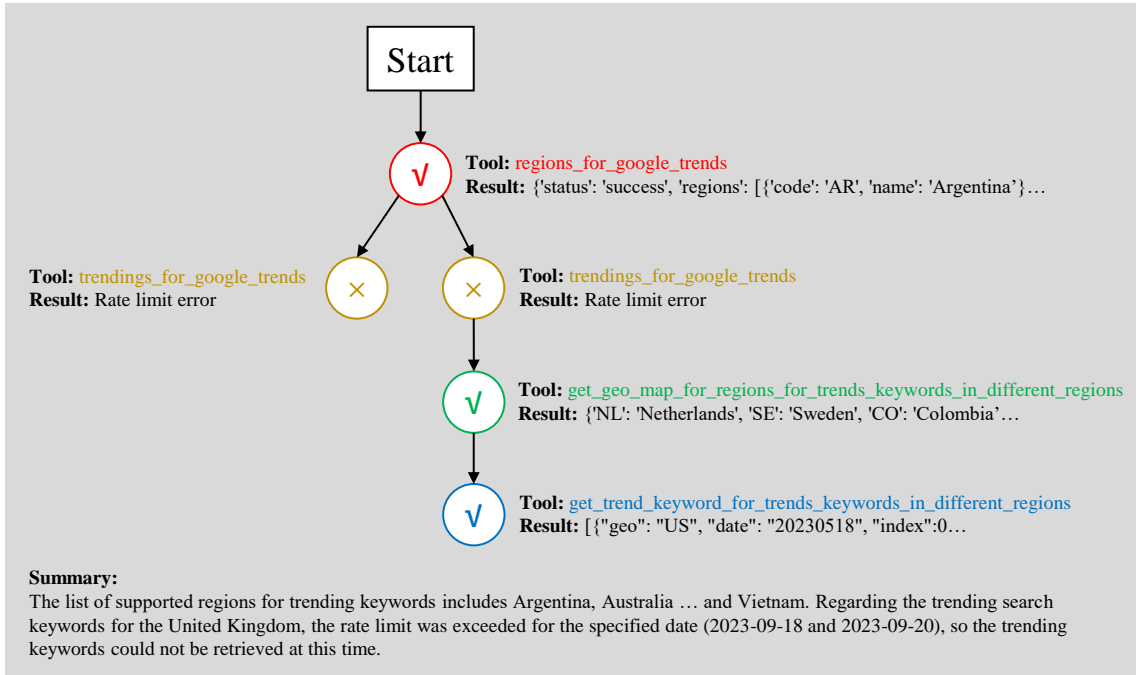 Start
√
Tool: regions_for_google_trends
Result: {'status': 'success', 'regions': [{'code': 'AR', 'name': 'Argentina’}…
Tool: trendings_for_google_trends
Result: Rate limit error
×
×
Tool: trendings_for_google_trends
Result: Rate limit error
√
Tool: get_geo_map_for_regions_for_trends_keywords_in_different_regions
Result: {'NL': 'Netherlands', 'SE': 'Sweden', 'CO': 'Colombia’…
√
Tool: get_trend_keyword_for_trends_keywords_in_different_regions
Result: [{"geo": "US", "date": "20230518", "index":0…
Summary:
The list of supported regions for trending keywords includes Argentina, Australia … and Vietnam. Regarding the trending search
keywords for the United Kingdom, the rate limit was exceeded for the specified date (2023-09-18 and 2023-09-20), so the trending
keywords could not be retrieved at this time.